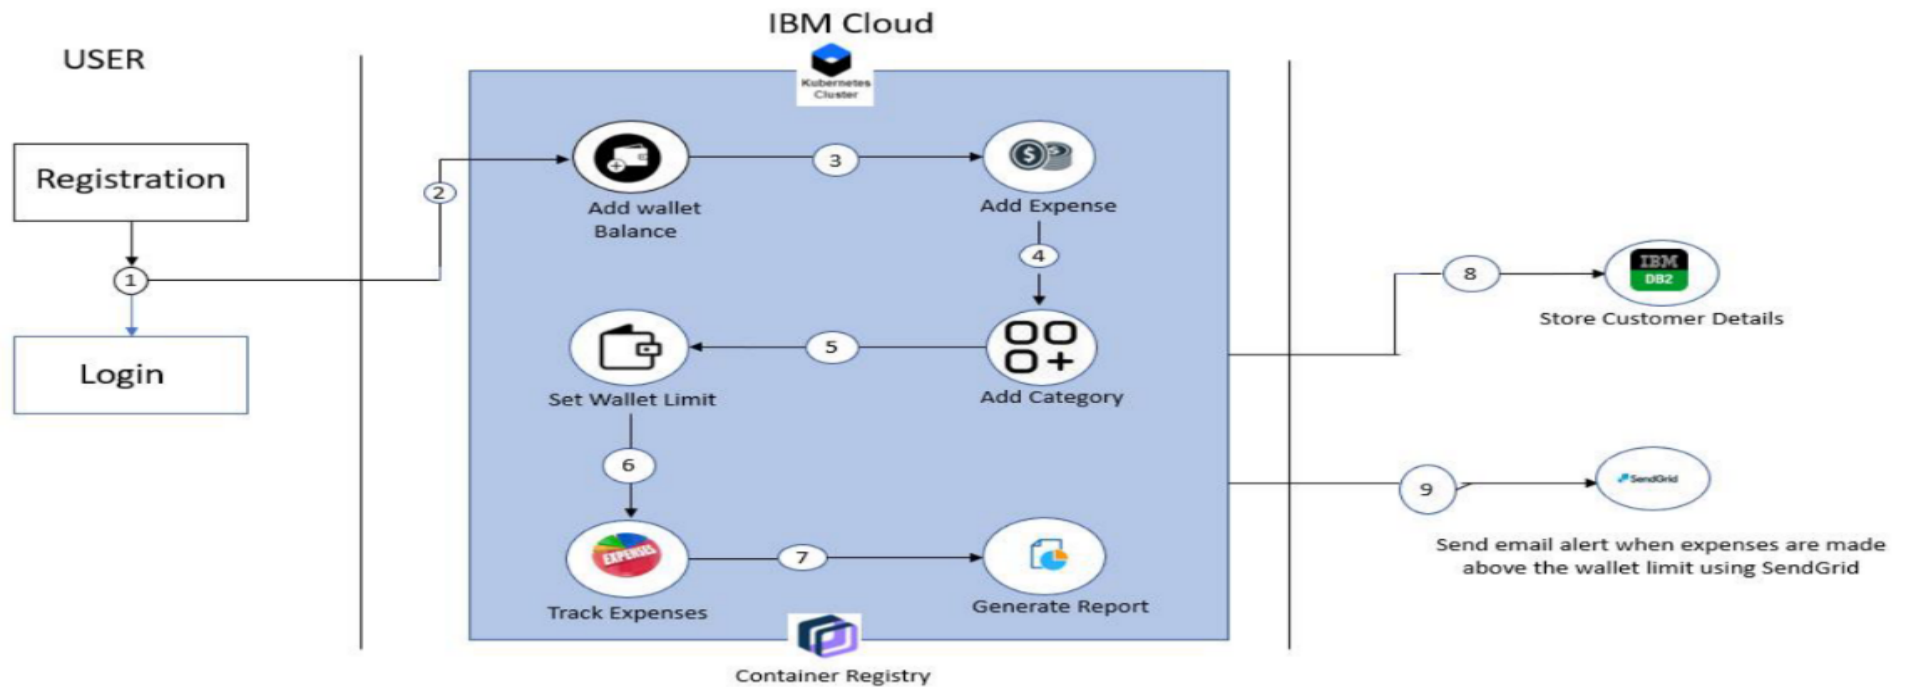 IBM Cloud
USER
Kubernetes
Cluster
Registration
1
Login
2
Add wallet
Balance
3
$
Add Expense
4
Add Category
5
Set Wallet Limit
6
EXPENSES
Track Expenses
7
Generate Report
Container Registry
8
IBM
DB2
Store Customer Details
9
SendGrid
Send email alert when expenses are made
above the wallet limit using SendGrid